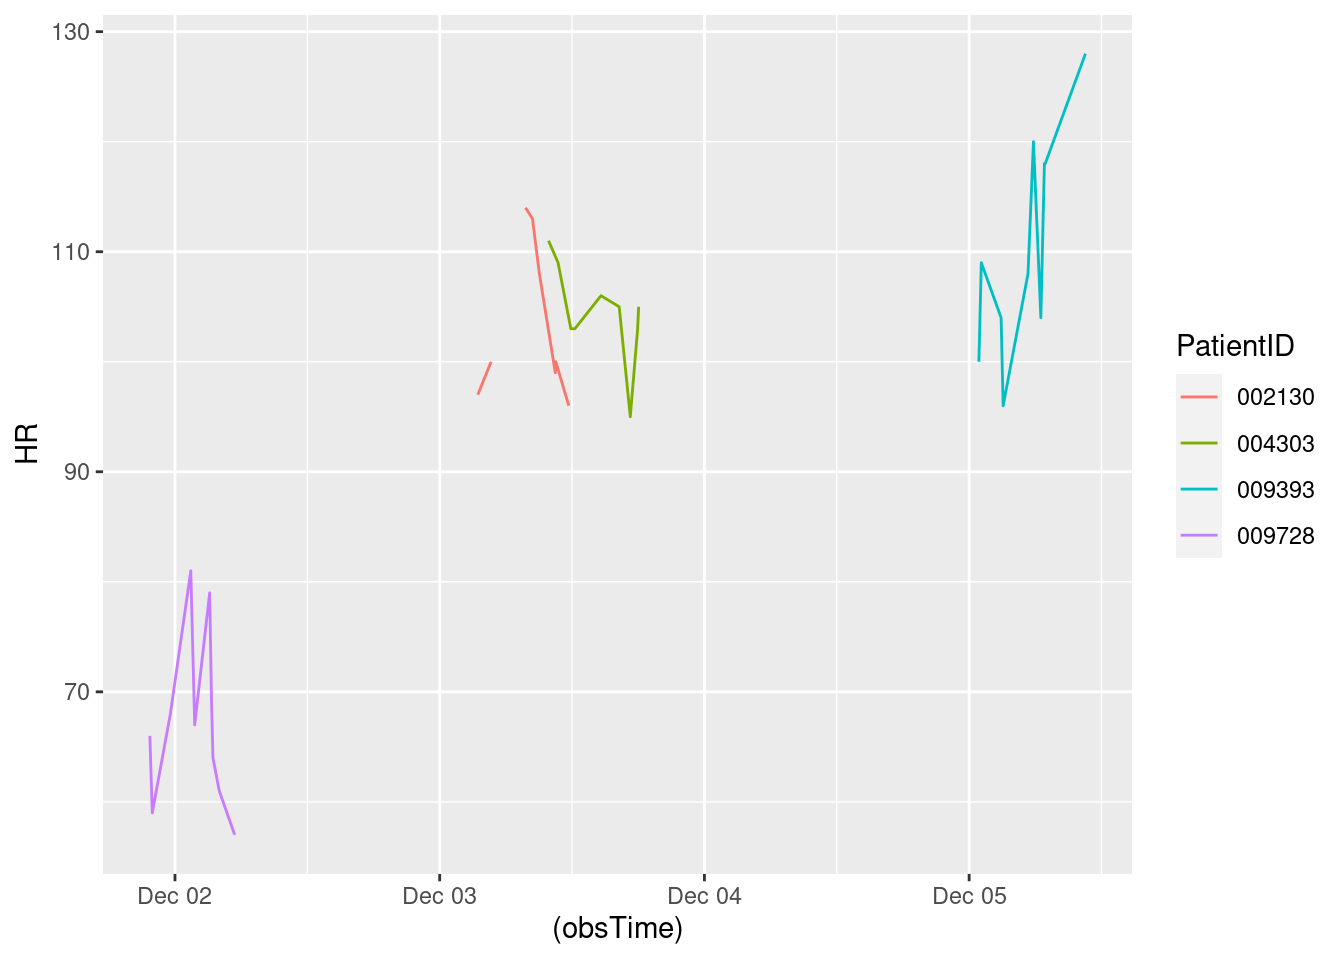 130
110
90
70
HR
Dec 02
Dec 03
Dec 04
Dec 05
(obsTime)
PatientID
002130
004303
009393
009728